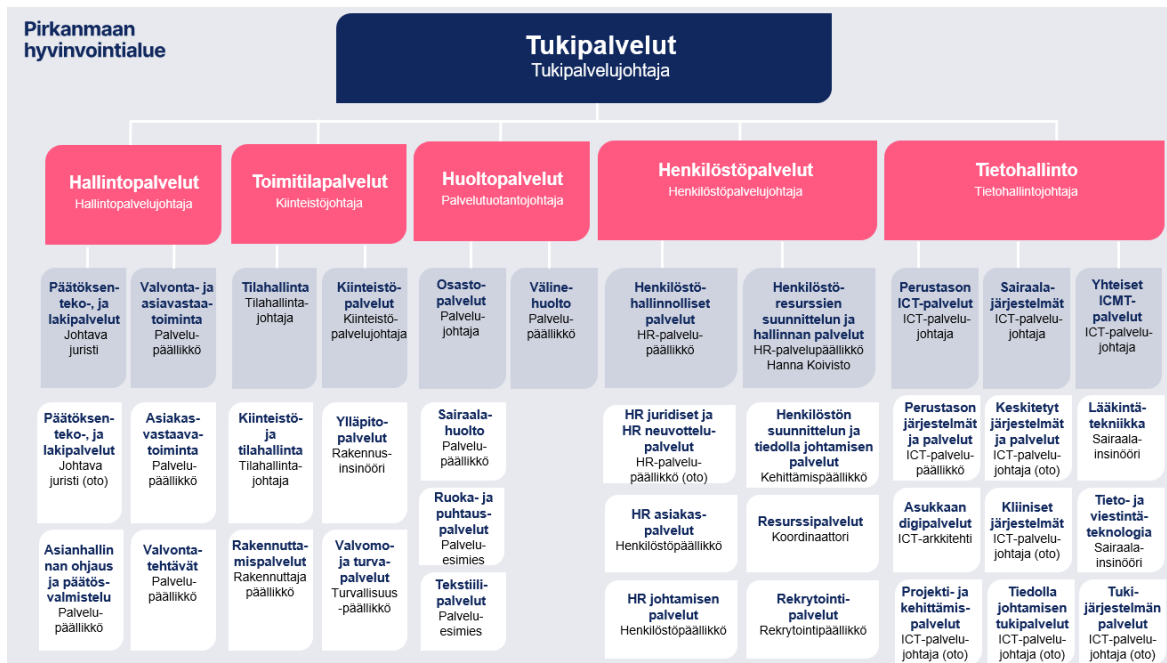 Pirkanmaan
hyvinvointialue
Tukipalvelut
Tukipalvelujohtaja
Hallintopalvelut
Hallintopalvelujohtaja
Toimitilapalvelut
Kiinteistöjohtaja
Huoltopalvelut
Palvelutuotantojohtaja
Henkilöstöpalvelut
Henkilöstöpalvelujohtaja
Tietohallinto
Tietohallintojohtaja
Päätöksen-
teko-, ja
lakipalvelut
Johtava
juristi
Valvonta- ja
asiavastaa-
toiminta
Palvelu-
päällikkö
Tilahallinta
Tilahallinta-
johtaja
Kiinteistö-
palvelut
Kiinteistö-
palvelujohtaja
Osasto-
palvelut
Palvelu-
johtaja
Väline-
huolto
Palvelu-
päällikkö
Henkilöstö-
hallinnolliset
palvelut
HR-palvelu-
päällikkö
Henkilöstö-
resurssien
suunnittelun ja
hallinnan palvelut
HR-palvelupäällikkö
Hanna Koivisto
Perustason
ICT-palvelut
ICT-palvelu-
johtaja
Sairaala-
järjestelmät
ICT-palvelu-
johtaja
Yhteiset
ICMT-
palvelut
ICT-palvelu-
johtaja
Päätöksen-
teko-, ja
lakipalvelut
Johtava
juristi (oto)
Asiakas-
vastaava-
toiminta
Palvelu-
päällikkö
Kiinteistö-
ja
tilahallinta
Tilahallinta-
johtaja
Ylläpito-
palvelut
Rakennus-
insinööri
Sairaala-
huolto
Palvelu-
päällikkö
HR juridiset ja
HR neuvottelu-
palvelut
HR-palvelu-
päällikkö (oto)
Henkilöstön
suunnittelun ja
tiedolla johtamisen
palvelut
Kehittämispäällikkö
Perustason
järjestelmät
ja palvelut
ICT-palvelu-
päällikkö
Keskitetyt
järjestelmät
ja palvelut
ICT-palvelu-
johtaja (oto)
Lääkintä-
tekniikka
Sairaala-
insinööri
Asianhallin
nan ohjaus
ja päätös-
valmistelu
Palvelu-
päällikkö
Valvonta-
tehtävät
Palvelu-
päällikkö
Rakennutta-
mispalvelut
Rakennuttaja
päällikkö
Valvomo-
ja turva-
palvelut
Turvallisuus
-päällikkö
Ruoka- ja
puhtaus-
palvelut
Palvelu-
esimies
Tekstiili-
palvelut
Palvelu-
esimies
HR asiakas-
palvelut
Henkilöstöpäällikkö
Resurssipalvelut
Koordinaattori
Asukkaan
digipalvelut
ICT-arkkitehti
Kliiniset
järjestelmät
ICT-palvelu-
johtaja (oto)
Tieto- ja
viestintä-
teknologia
Sairaala-
insinööri
HR johtamisen
palvelut
Henkilöstöpäällikkö
Rekrytointi-
palvelut
Rekrytointipäällikkö
Projekti- ja
kehittämis-
palvelut
ICT-palvelu-
johtaja (oto)
Tiedolla
johtamisen
tukipalvelut
ICT-palvelu-
johtaja (oto)
Tuki-
järjestelmän
palvelut
ICT-palvelu-
johtaja (oto)